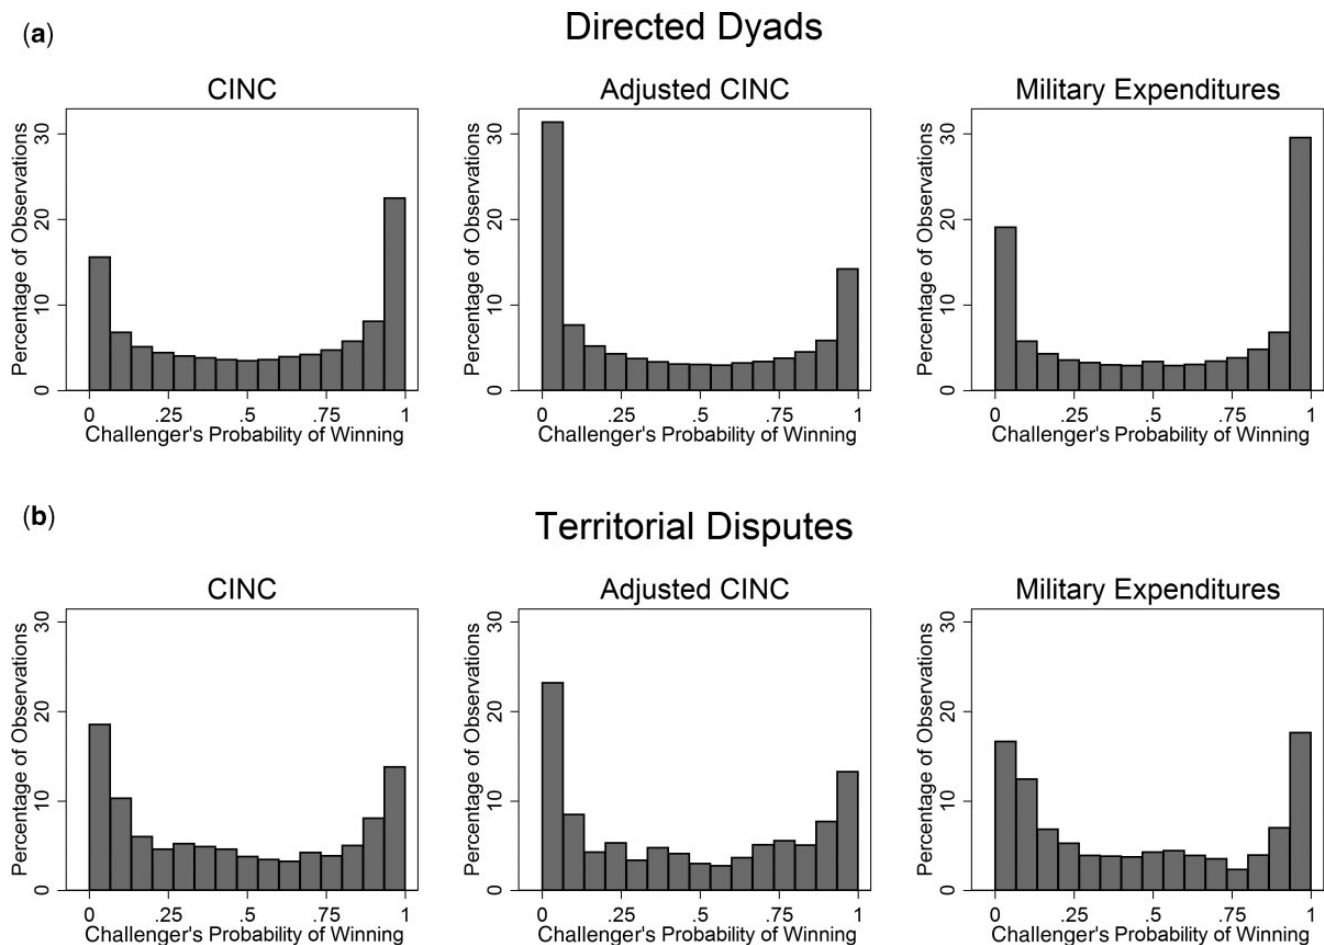 (a)
Directed Dyads
CINC
Adjusted CINC
Military Expenditures
Percentage of Observations
30
20
10
0
0 .25 .5 .75 1
Challenger's Probability of Winning
Percentage of Observations
30
20
10
0
0 .25 .5 .75 1
Challenger's Probability of Winning
Percentage of Observations
30
20
10
0
0 .25 .5 .75 1
Challenger's Probability of Winning
(b)
Territorial Disputes
CINC
Adjusted CINC
Military Expenditures
Percentage of Observations
30
20
10
0
0 .25 .5 .75 1
Challenger's Probability of Winning
Percentage of Observations
30
20
10
0
0 .25 .5 .75 1
Challenger's Probability of Winning
Percentage of Observations
30
20
10
0
0 .25 .5 .75 1
Challenger's Probability of Winning